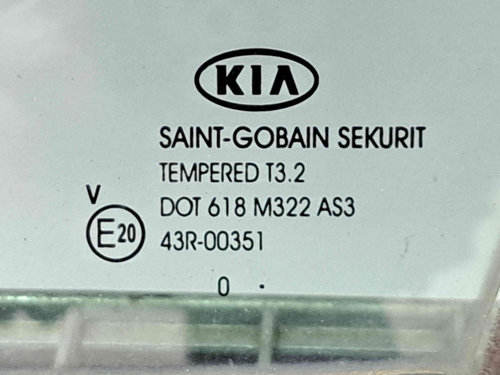 KIA
SAINT-GOBAIN SEKURIT
TEMPERED T3.2
V
DOT 618 M322 AS3
E20
43R-00351
0 .